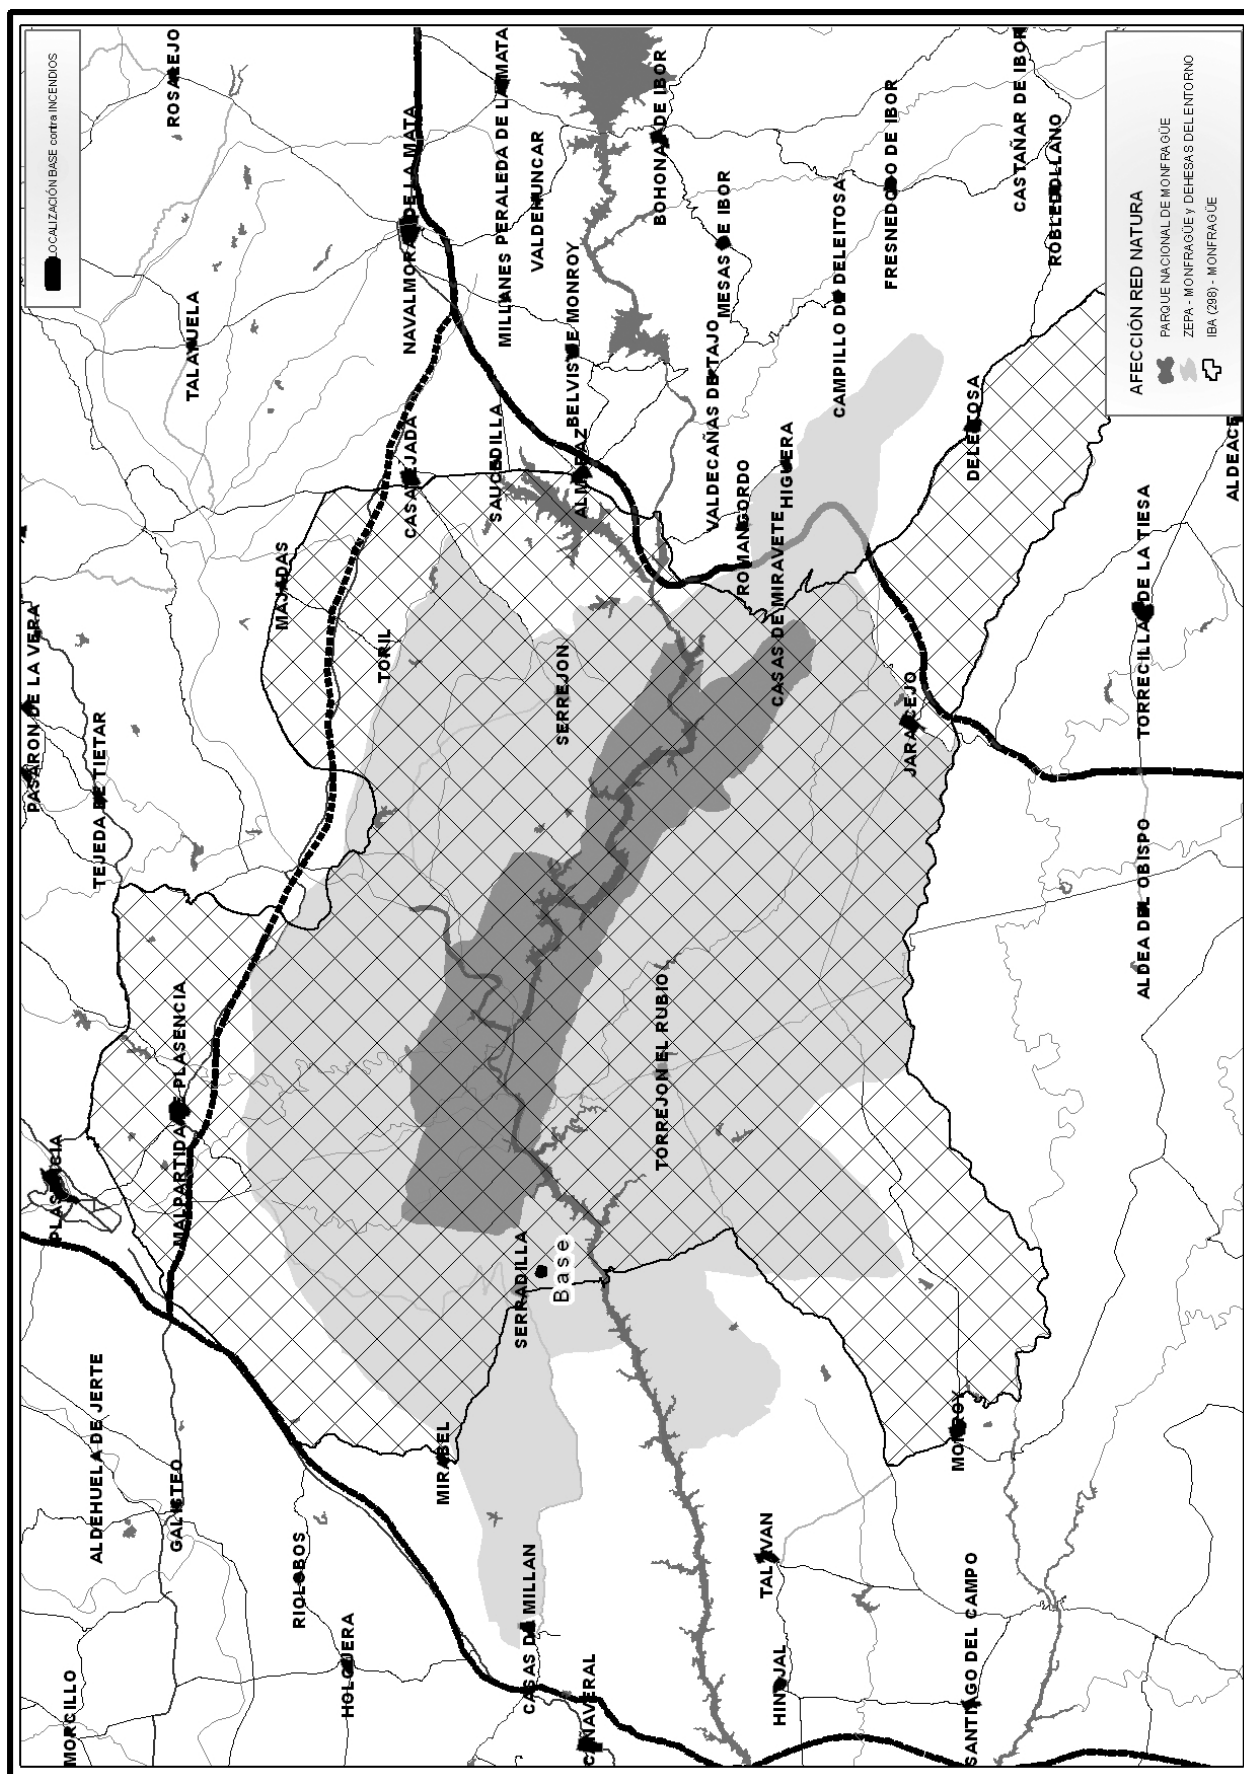 LOCALIZACIÓN BASE contra INCENDIOS
MORCILLO
PLASENCIA
PASARON DE LA VERA
ALDEHUELA DE JERTE
TEJEDA DE TIETAR
GALISTEO
MALPARTIDA DE PLASENCIA
TALAYUELA
ROSALEJO
RIOLOBOS
MAJADAS
HOLGUERA
TORIL
CASATEJADA
NAVALMORAL DE LA MATA
MIRABEL
SAUCEDILLA
MILLANES
PERALEDA DE LA MATA
CASAS DE MILLAN
SERRADILLA
Base
SERREJON
ALMARAZ
BELVIS DE MONROY
VALDEHUNCAR
CAÑAVERAL
TORREJON EL RUBIO
BOHONAL DE IBOR
VALDECAÑAS DE TAJO
MESAS DE IBOR
ROMANGORDO
TALAVAN
HINOJAL
CASAS DE MIRAVETE
HIGUERA
CAMPILLO DE DELEITOSA
FRESNEDOSO DE IBOR
JARAICEJO
MONROY
SANTIAGO DEL CAMPO
DELEITOSA
CASTAÑAR DE IBOR
ROBLEDOLLANO
ALDEA DEL OBISPO
TORRECILLAS DE LA TIESA
ALDEACE
AFECCIÓN RED NATURA
PARQUE NACIONAL DE MONFRAGÜE
ZEPA - MONFRAGÜE y DEHESAS DEL ENTORNO
IBA (298) - MONFRAGÜE